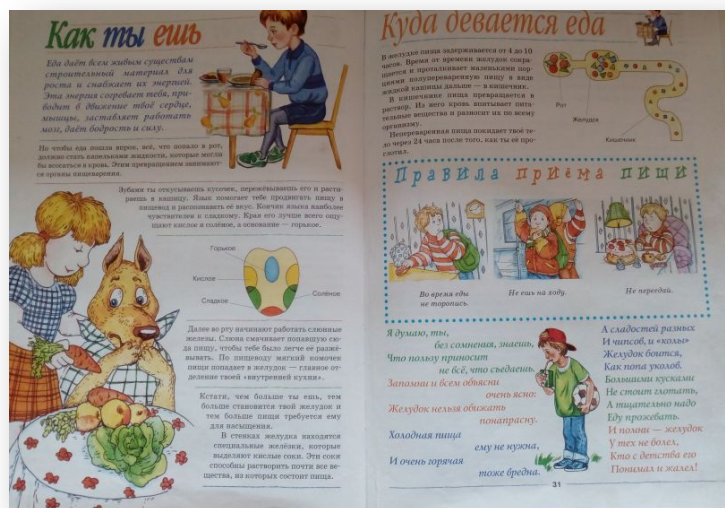 Как ты ешь
Еда даёт всем живым существам
строительный материал для
роста и снабжает их энергией.
Эта энергия согревает тебя, при-
водит в движение твоё сердце,
мышцы, заставляет работать
мозг, даёт бодрость и силу.
Но чтобы еда пошла впрок, всё, что попало в рот,
должно стать капельками жидкости, которые могли
бы всосаться в кровь. Этим превращением занимают-
ся органы пищеварения.
Зубами ты откусываешь кусочек, пережёвываешь его и расти-
раешь в кашицу. Язык помогает тебе продвигать пищу в
пищевод и распознавать её вкус. Кончик языка наиболее
чувствителен к сладкому. Края его лучше всего ощу-
щают кислое и солёное, а основание — горькое.
Горькое
Кислое
Сладкое
Солёное
Далее во рту начинают работать слюнные
железы. Слюна смачивает попавшую сю-
да пищу, чтобы тебе было легче её разжё-
вывать. По пищеводу мягкий комочек
пищи попадает в желудок — главное от-
деление твоей «внутренней кухни».
Кстати, чем больше ты ешь, тем
больше становится твой желудок и
тем больше пищи требуется ему
для насыщения.
В стенках желудка находятся
специальные желёзки, которые
выделяют кислые соки. Эти соки
способны растворить почти все ве-
щества, из которых состоит пища.
Куда девается еда
В желудке пища задерживается от 4 до 10
часов. Время от времени желудок сокра-
щается и проталкивает маленькими пор-
циями полупереваренную пищу в виде
жидкой кашицы дальше — в кишечник.
В кишечнике пища превращается в
раствор. Из него кровь впитывает пита-
тельные вещества и разносит их по всему
организму.
Непереваренная пища покидает твоё те-
ло через 24 часа после того, как ты её про-
глотил.
Рот
Желудок
Кишечник
Правила приёма пищи
Во время еды
не торопись.
Не ешь на ходу.
Не переедай.
Я думаю, ты,
без сомнения, знаешь,
Что пользу приносит
не всё, что съедаешь.
Запомни и всем объясни
очень ясно:
Желудок нельзя обижать
понапрасну.
Холодная пища
ему не нужна,
И очень горячая
тоже вредна.
А сладостей разных
И чипсов, и «колы»
Желудок боится,
Как попа уколов.
Большими кусками
Не стоит глотать,
А тщательно надо
Еду прожевать.
И помни — желудок
У тех не болел,
Кто с детства его
Понимал и жалел!
31